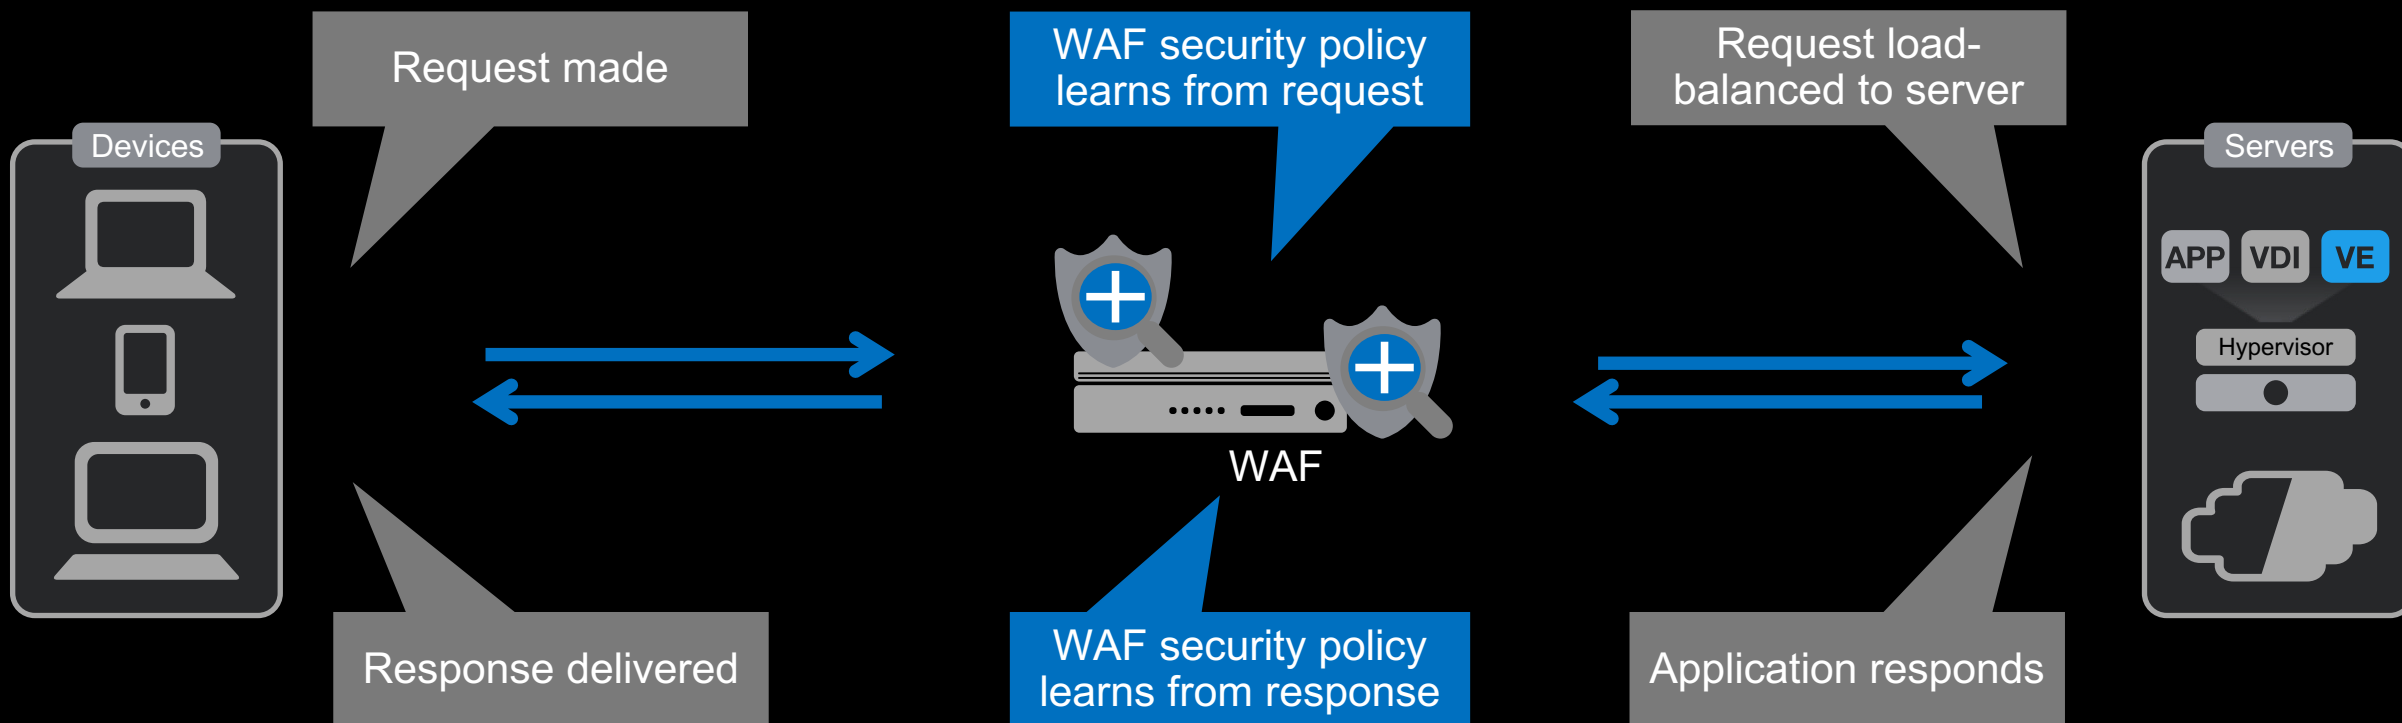 Request made
WAF security policy
learns from request
Request load-
balanced to server
Devices
Servers
APP VDI VE
Hypervisor
WAF
Response delivered
WAF security policy
learns from response
Application responds